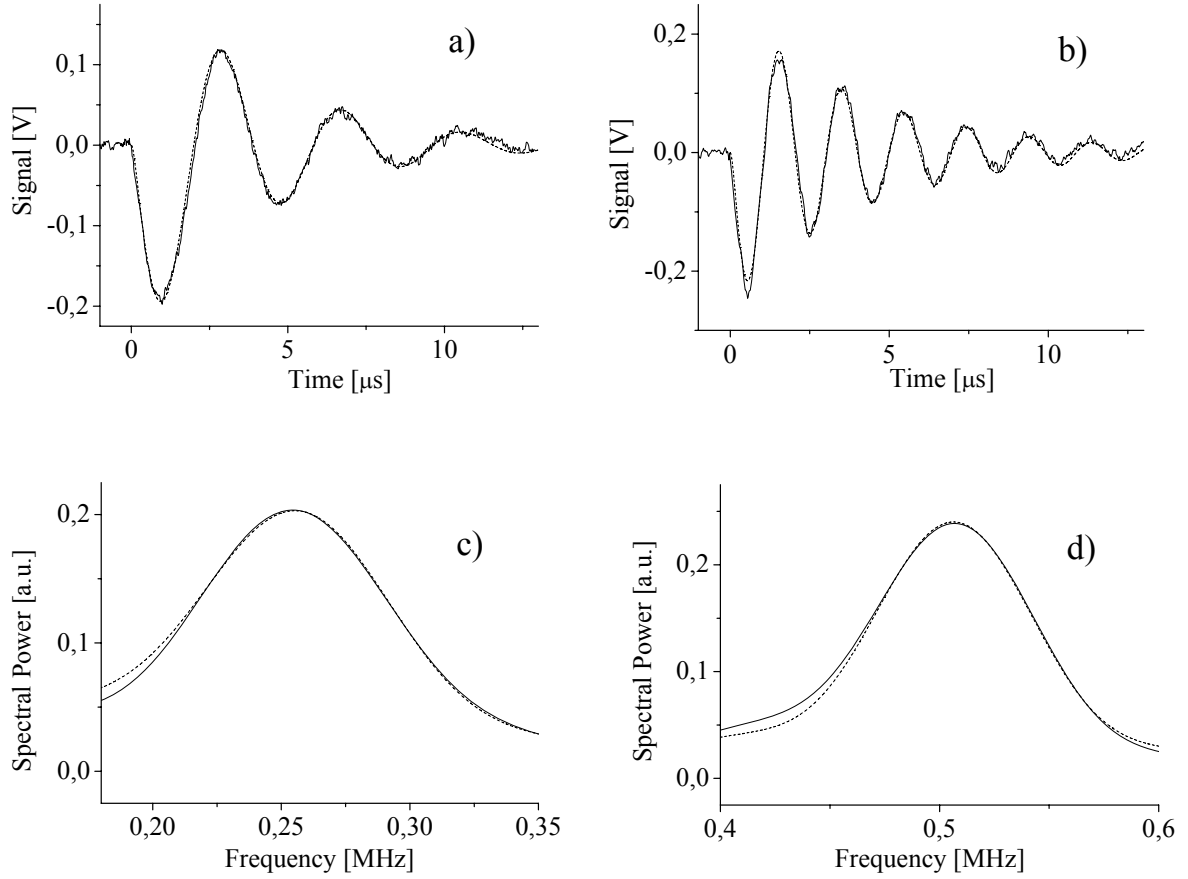 a)
0,1
0,0
-0,1
-0,2
Signal [V]
0
5
10
Time [μs]
b)
0,2
0,0
-0,2
Signal [V]
0
5
10
Time [μs]
c)
0,2
0,1
0,0
Spectral Power [a.u.]
0,20
0,25
0,30
0,35
Frequency [MHz]
d)
0,2
0,1
0,0
Spectral Power [a.u.]
0,4
0,5
0,6
Frequency [MHz]